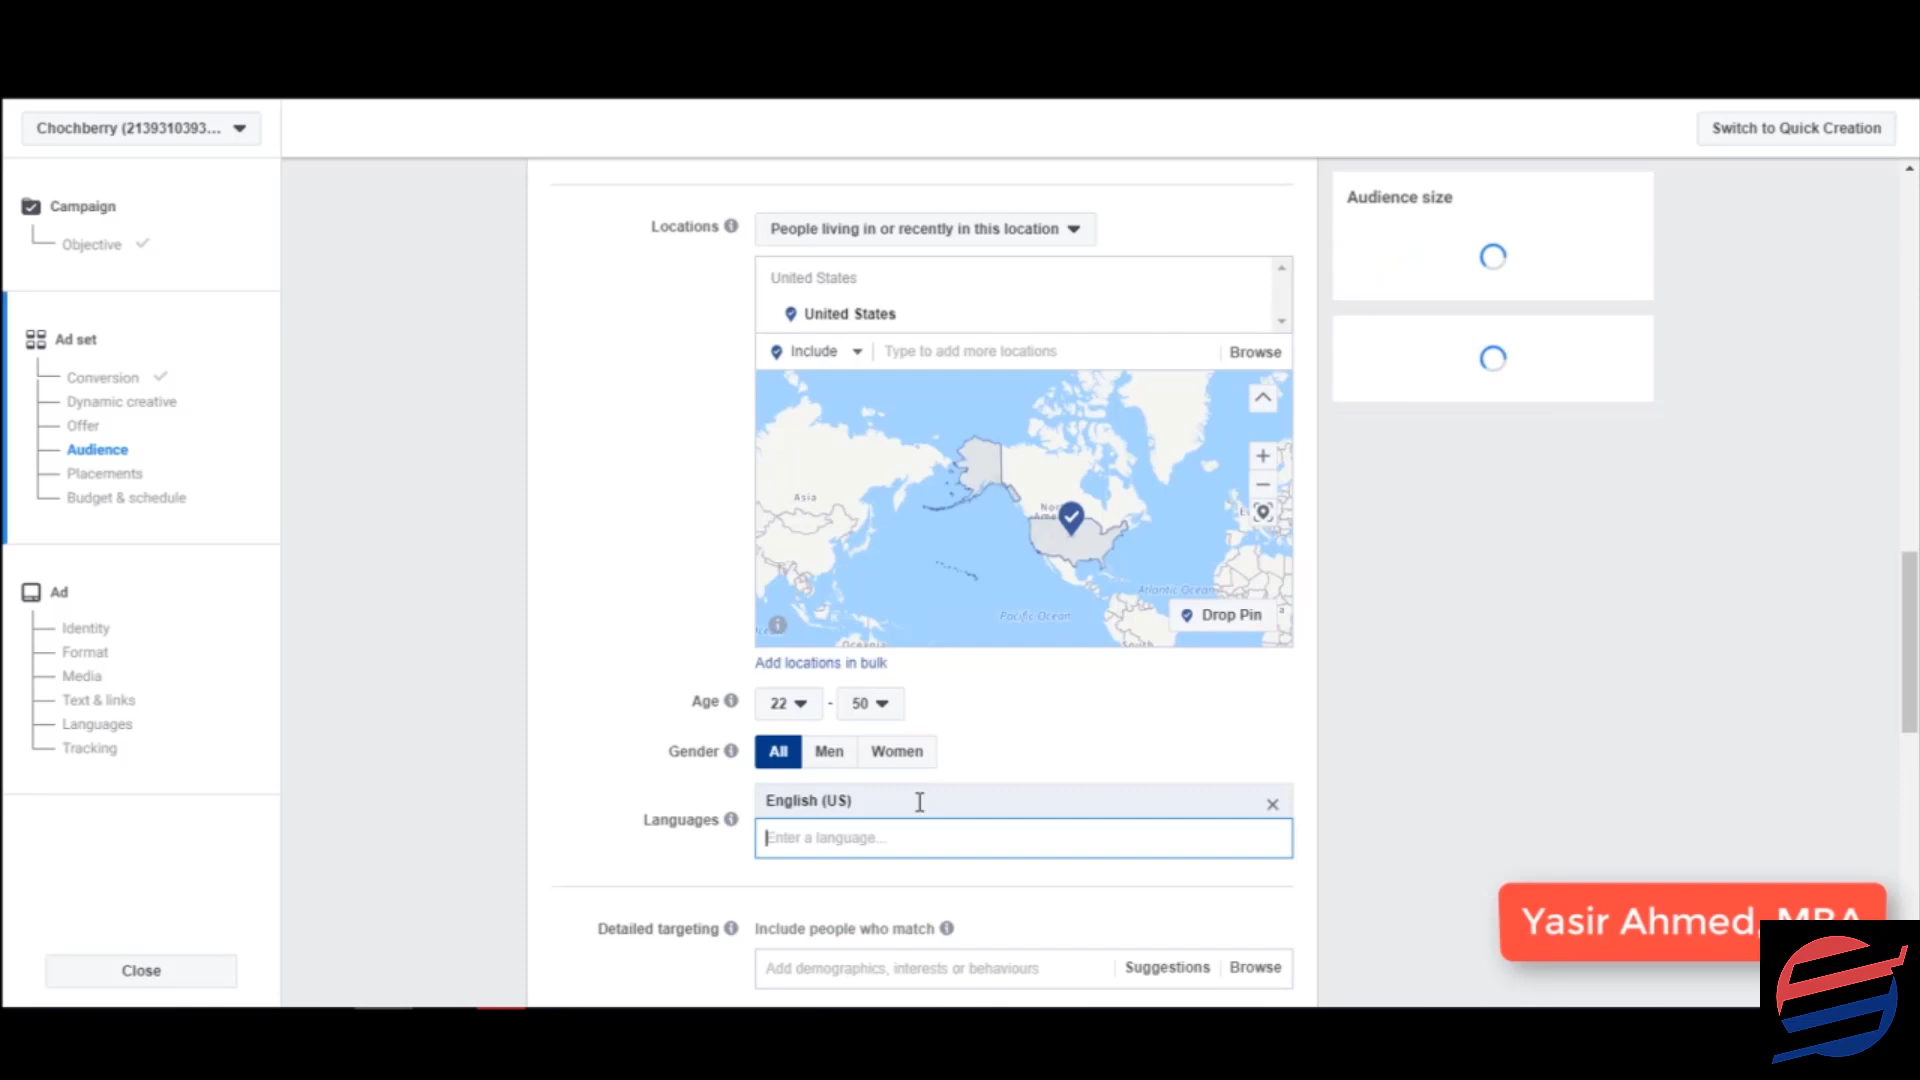 Chochberry (2139310393...
Switch to Quick Creation
Campaign
Objective
Ad set
Conversion
Dynamic creative
Offer
Audience
Placements
Budget & schedule
Ad
Identity
Format
Media
Text & links
Languages
Tracking
Close
Locations
People living in or recently in this location
United States
United States
Include
Type to add more locations
Browse
Asia
Atlantic Ocean
Pacific Ocean
Oceania
Drop Pin
Add locations in bulk
Age
22 - 50
Gender
All Men Women
Languages
English (US)
Enter a language...
Detailed targeting
Include people who match
Add demographics, interests or behaviours
Suggestions
Browse
Audience size
Yasir Ahmed, MBA